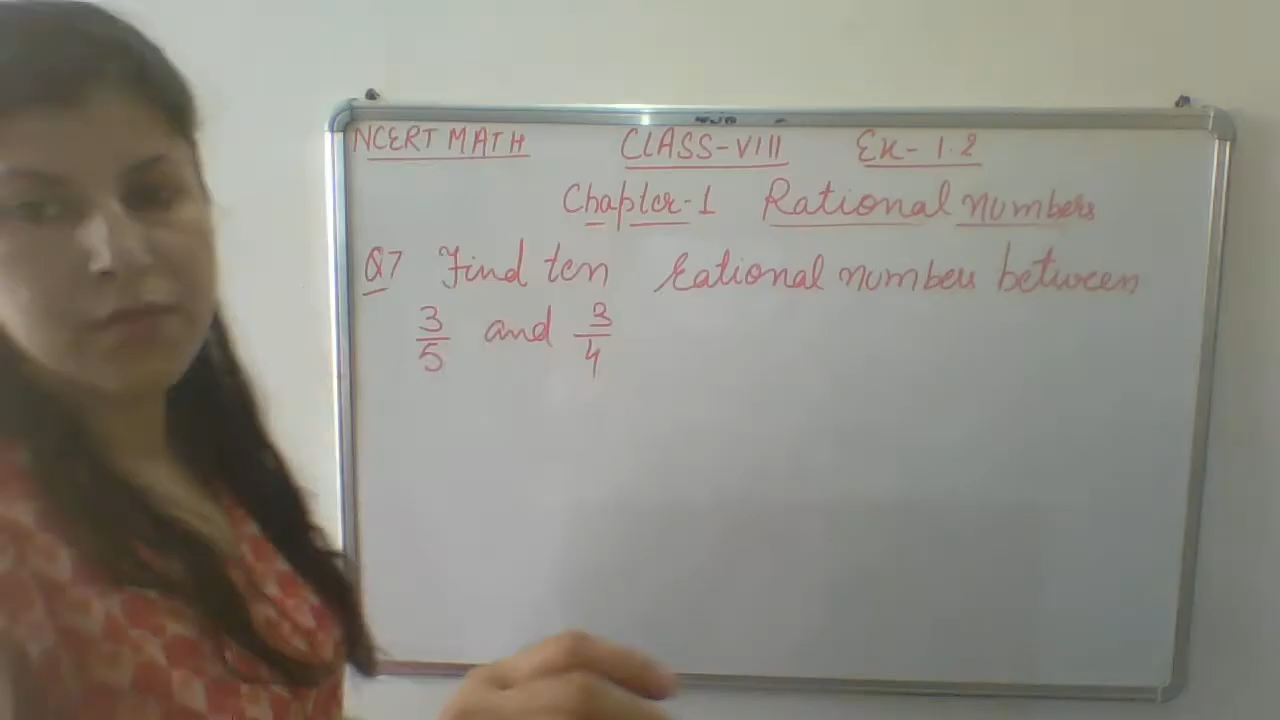 NCERT MATH CLASS-VIII Ex-1.2
Chapter-1 Rational numbers
Q7 Find ten rational numbers between
3/5 and 3/4